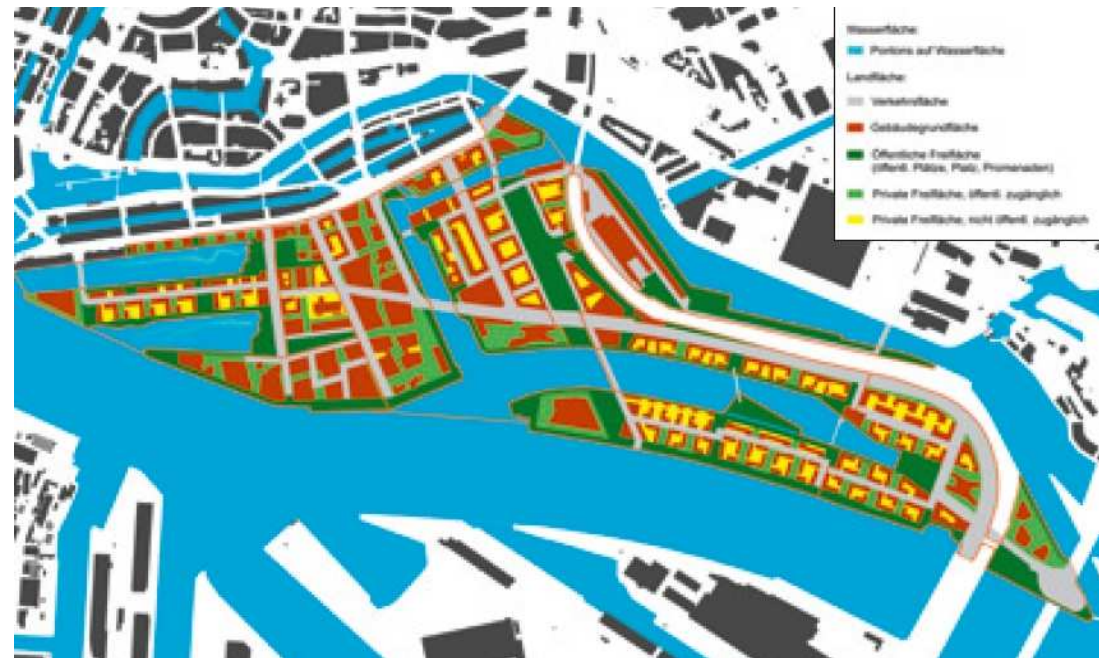 Wasserfläche:
Pontons auf Wasserfläche
Landfläche:
Verkehrsfläche
Gebäudegrundfläche
Öffentliche Freifläche
(öffentl. Plätze, Platz, Promenaden)
Private Freifläche, öffentl. zugänglich
Private Freifläche, nicht öffentl. zugänglich